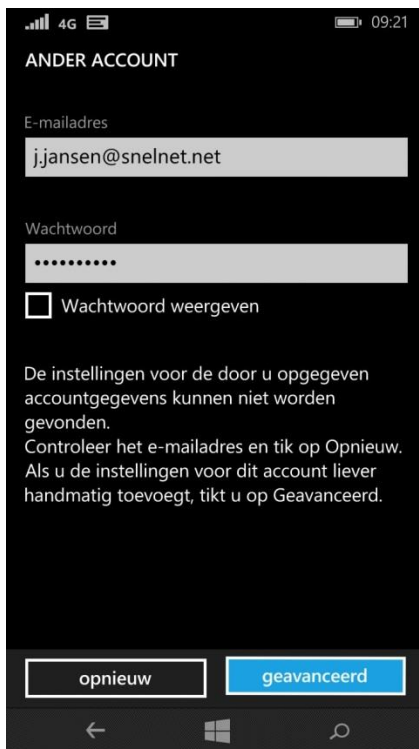 4G 09:21
ANDER ACCOUNT
E-mailadres
j.jansen@snelnet.net
Wachtwoord
••••••••••
Wachtwoord weergeven
De instellingen voor de door u opgegeven
accountgegevens kunnen niet worden
gevonden.
Controleer het e-mailadres en tik op Opnieuw.
Als u de instellingen voor dit account liever
handmatig toevoegt, tikt u op Geavanceerd.
opnieuw geavanceerd